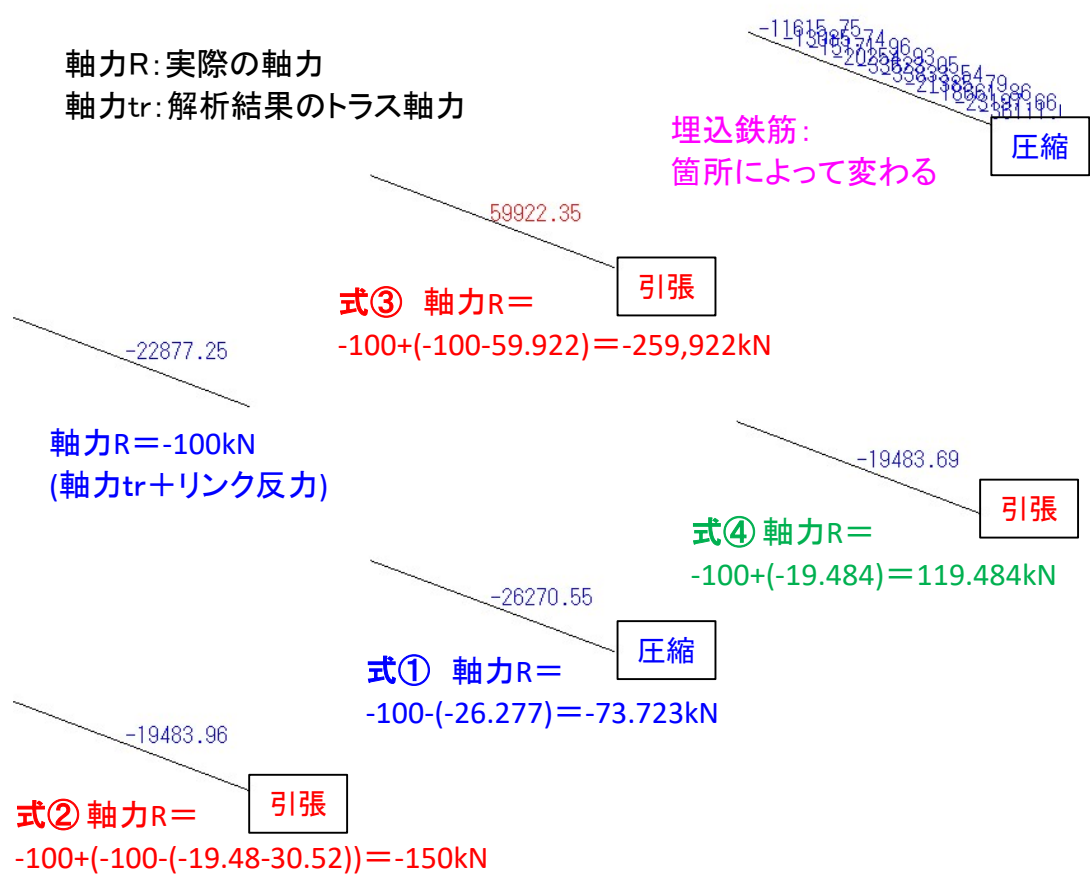 軸力R：実際の軸力
軸力tr：解析結果のトラス軸力
-11615.75
埋込鉄筋：
箇所によって変わる
圧縮
59922.35
引張
式③ 軸力R＝
-100+(-100-59.922)＝-259,922kN
-22877.25
軸力R＝-100kN
(軸力tr＋リンク反力)
-19483.69
引張
式④ 軸力R＝
-100+(-19.484)＝119.484kN
-26270.55
圧縮
式① 軸力R＝
-100-(-26.277)＝-73.723kN
-19483.96
引張
式② 軸力R＝
-100+(-100-(-19.48-30.52))＝-150kN